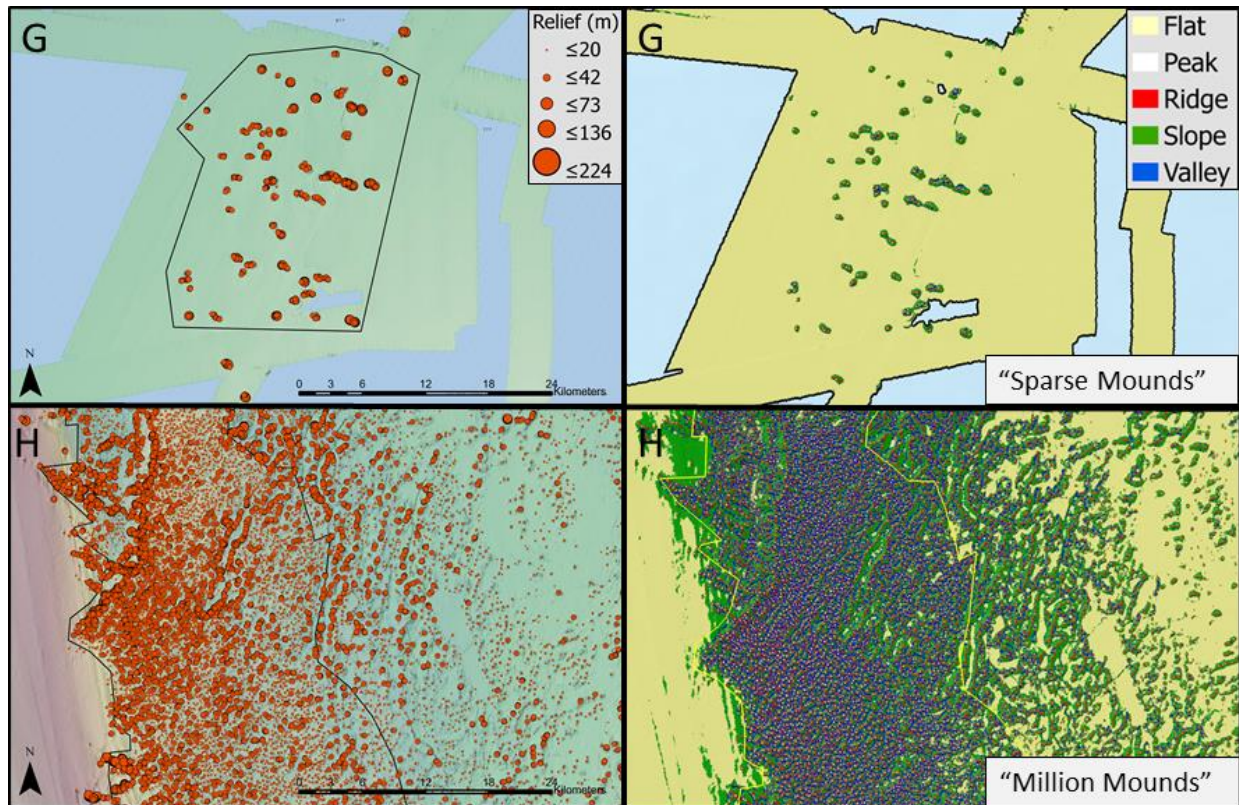 G
Relief (m)
≤20
≤42
≤73
≤136
≤224
N
0 3 6 12 18 24
Kilometers
G
Flat
Peak
Ridge
Slope
Valley
“Sparse Mounds”
H
N
0 3 6 12 18 24
Kilometers
H
“Million Mounds”